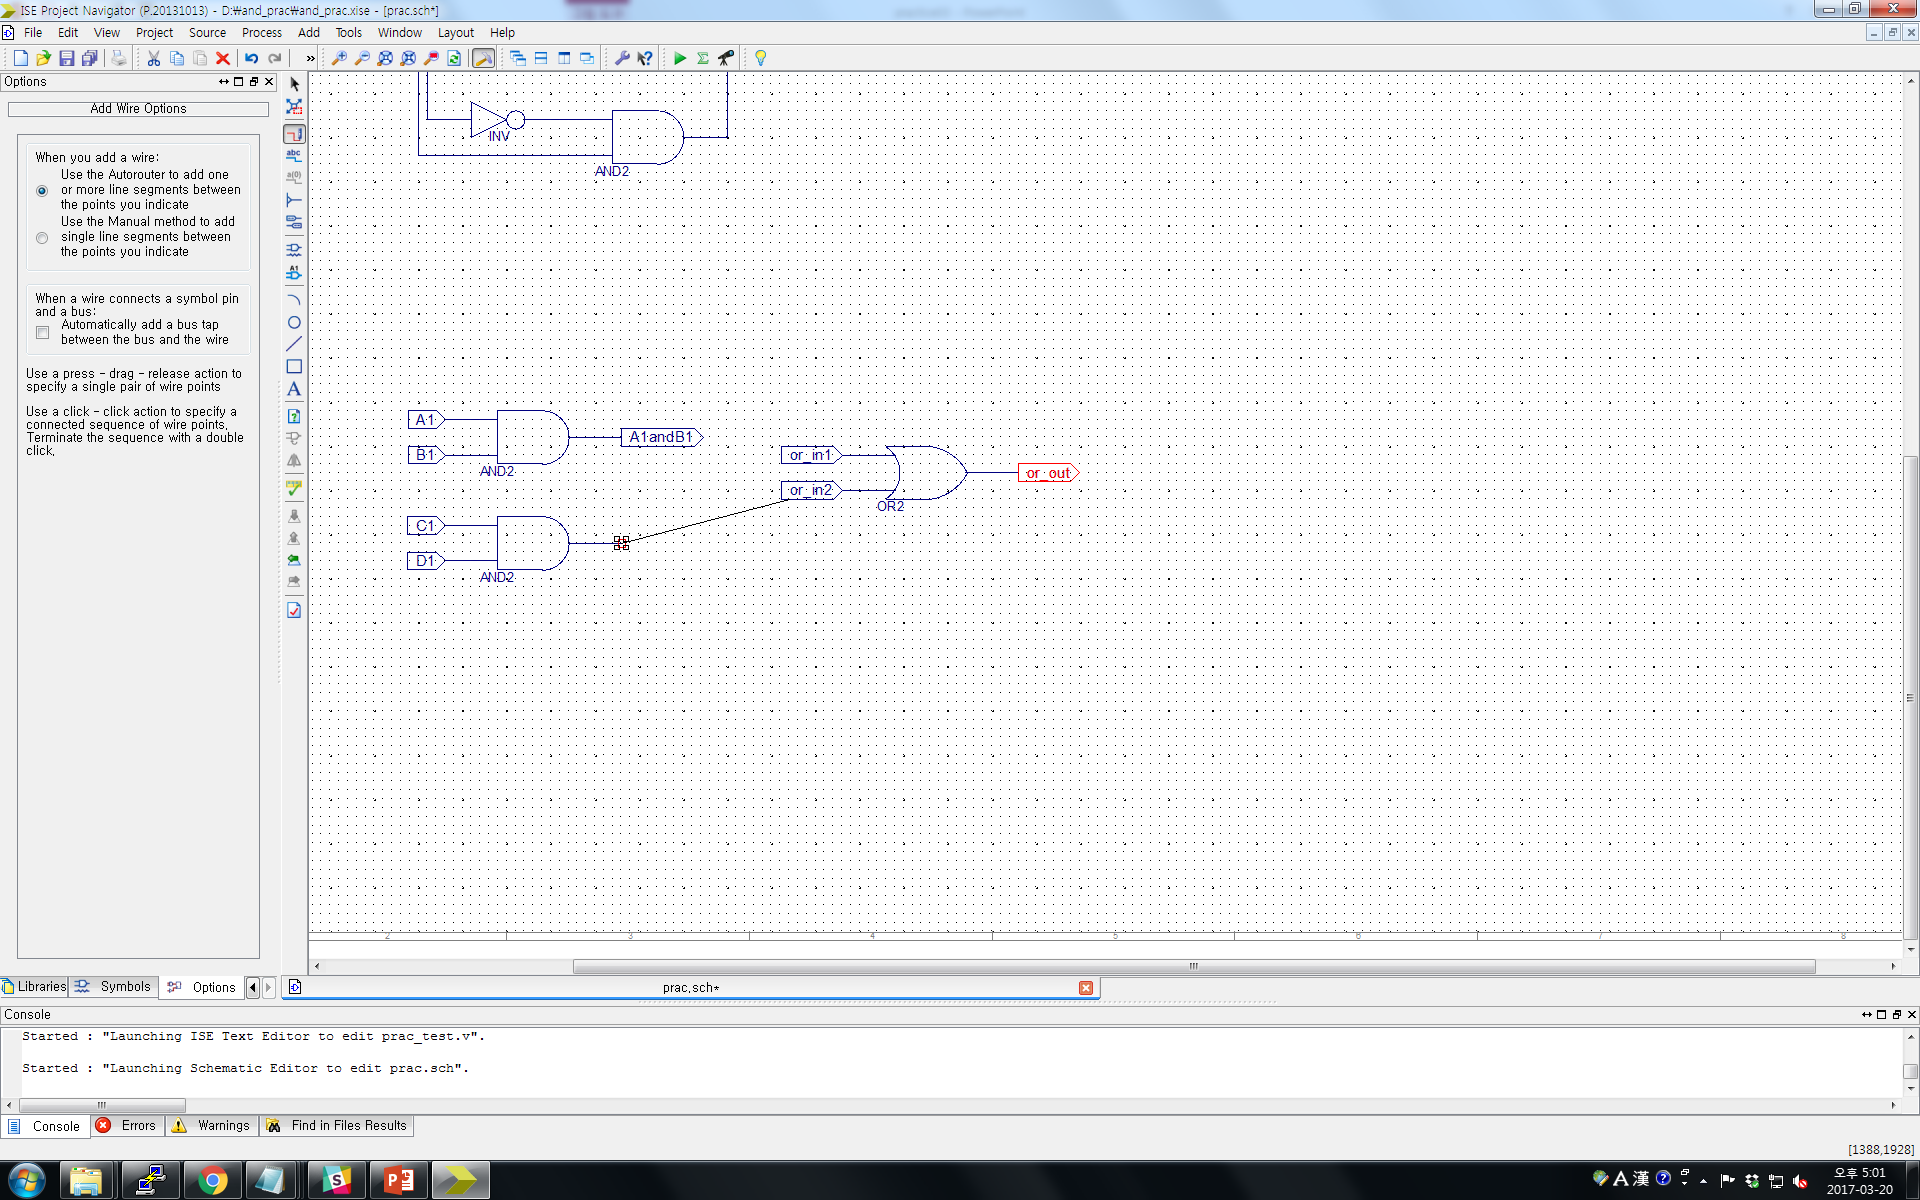 ISE Project Navigator (P.20131013) - D:\and_prac\and_prac.xise - [prac.sch*]
File Edit View Project Source Process Add Tools Window Layout Help
Options
Add Wire Options
When you add a wire:
Use the Autorouter to add one
or more line segments between
the points you indicate
Use the Manual method to add
single line segments between
the points you indicate
When a wire connects a symbol pin
and a bus:
Automatically add a bus tap
between the bus and the wire
Use a press - drag - release action to
specify a single pair of wire points
Use a click - click action to specify a
connected sequence of wire points.
Terminate the sequence with a double
click.
INV
AND2
A1
B1
AND2
A1andB1
C1
D1
AND2
or_in1
or_in2
OR2
or_out
2 3 4 5 6 7 8
Libraries Symbols Options
prac.sch*
Console
Started : "Launching ISE Text Editor to edit prac_test.v".
Started : "Launching Schematic Editor to edit prac.sch".
Console Errors Warnings Find in Files Results
[1388,1928]
A 漢
오후 5:01
2017-03-20